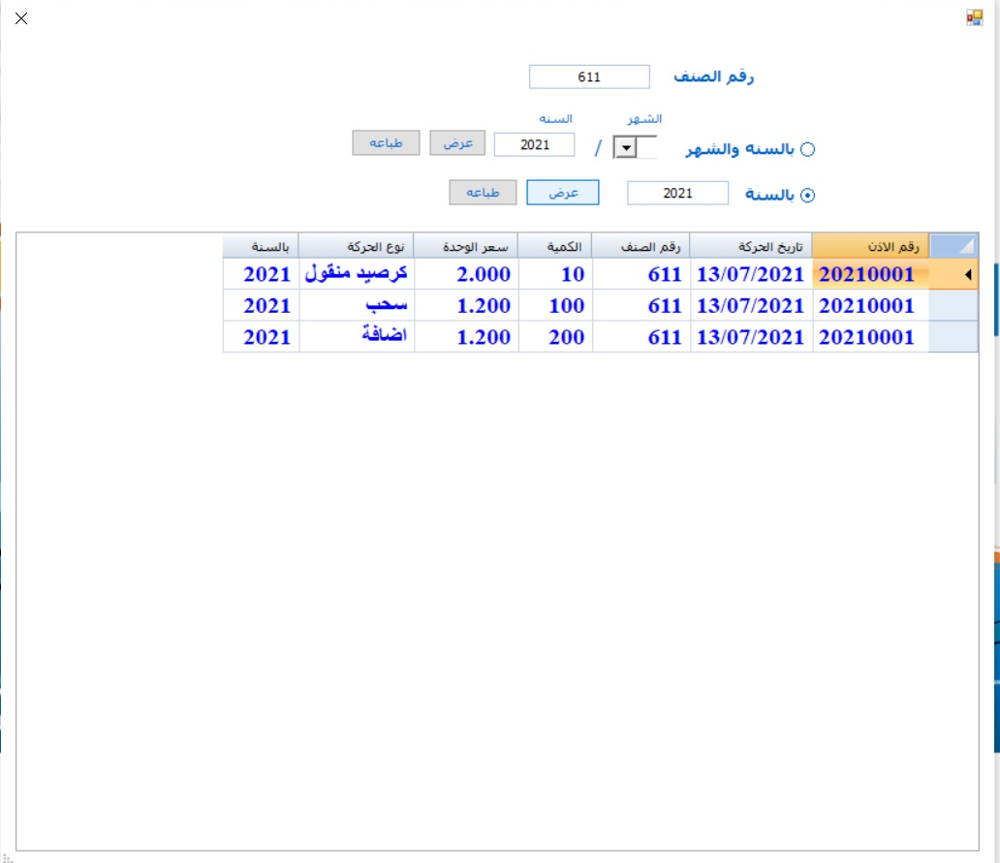 رقم الصنف 611
الشهر السنه
بالسنه والشهر / 2021 عرض طباعه
بالسنة 2021 عرض طباعه
رقم الاذن تاريخ الحركة رقم الصنف الكمية سعر الوحدة نوع الحركة بالسنة
20210001 13/07/2021 611 10 2.000 كرصيد منقول 2021
20210001 13/07/2021 611 100 1.200 سحب 2021
20210001 13/07/2021 611 200 1.200 اضافة 2021